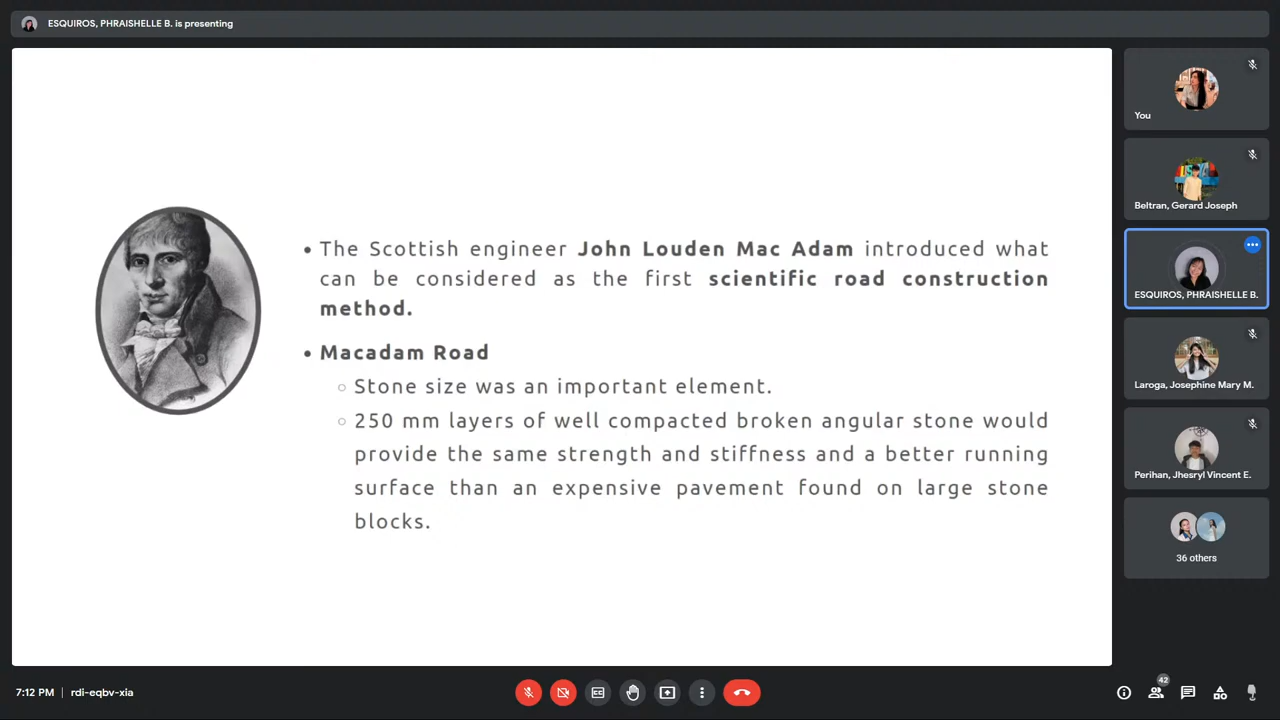 ESQUIROS, PHRAISHELLE B. is presenting
• The Scottish engineer John Louden Mac Adam introduced what
can be considered as the first scientific road construction
method.
• Macadam Road
○ Stone size was an important element.
○ 250 mm layers of well compacted broken angular stone would
provide the same strength and stiffness and a better running
surface than an expensive pavement found on large stone
blocks.
You
Beltran, Gerard Joseph
ESQUIROS, PHRAISHELLE B.
Laroga, Josephine Mary M.
Perihan, Jhesryl Vincent E.
36 others
7:12 PM | rdi-eqbv-xia
42